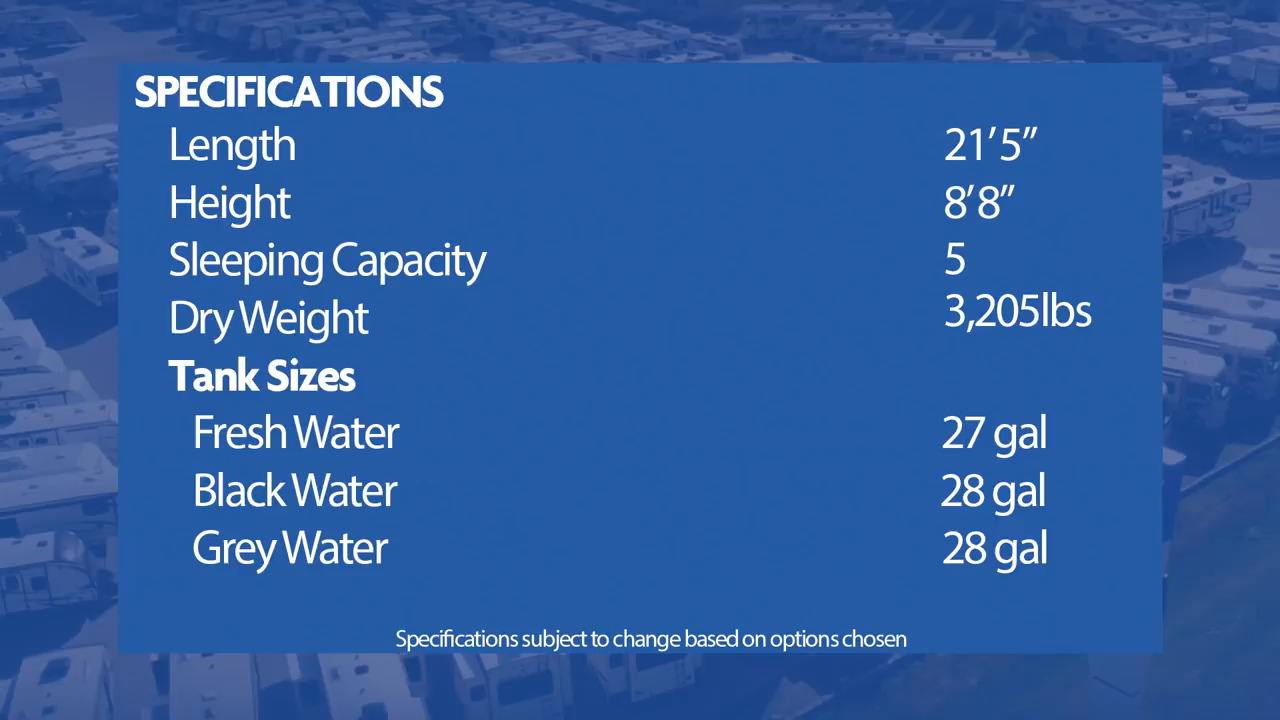 SPECIFICATIONS
Length 21'5”
Height 8'8”
Sleeping Capacity 5
Dry Weight 3,205lbs
Tank Sizes
Fresh Water 27 gal
Black Water 28 gal
Grey Water 28 gal
Specifications subject to change based on options chosen